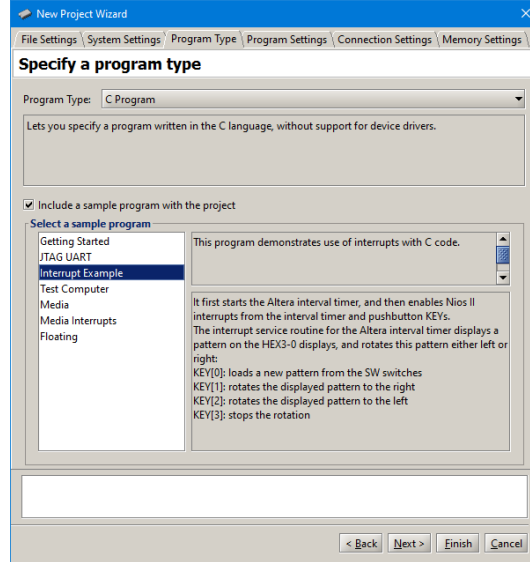 New Project Wizard
File Settings System Settings Program Type Program Settings Connection Settings Memory Settings
Specify a program type
Program Type: C Program
Lets you specify a program written in the C language, without support for device drivers.
Include a sample program with the project
Select a sample program
Getting Started
JTAG UART
Interrupt Example
Test Computer
Media
Media Interrupts
Floating
This program demonstrates use of interrupts with C code.
It first starts the Altera interval timer, and then enables Nios II
interrupts from the interval timer and pushbutton KEYs.
The interrupt service routine for the Altera interval timer displays a
pattern on the HEX3-0 displays, and rotates this pattern either left or
right:
KEY[0]: loads a new pattern from the SW switches
KEY[1]: rotates the displayed pattern to the right
KEY[2]: rotates the displayed pattern to the left
KEY[3]: stops the rotation
< Back Next > Finish Cancel